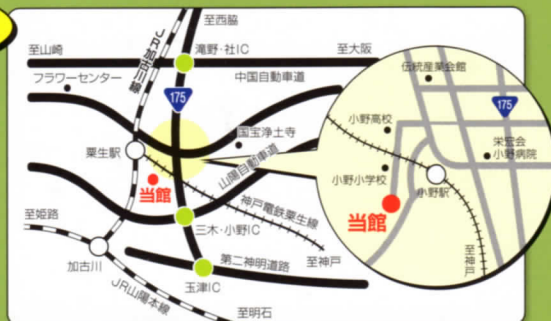 至西脇
JR加古川線
至山崎
滝野・社IC
至大阪
フラワーセンター
中国自動車道
175
国宝浄土寺
粟生駅
山陽自動車道
当館
神戸電鉄粟生線
至姫路
三木・小野IC
加古川
第二神明道路
至神戸
玉津IC
JR山陽本線
至明石
伝統産業会館
175
小野高校
栄宏会
小野病院
小野小学校
小野駅
当館
至神戸